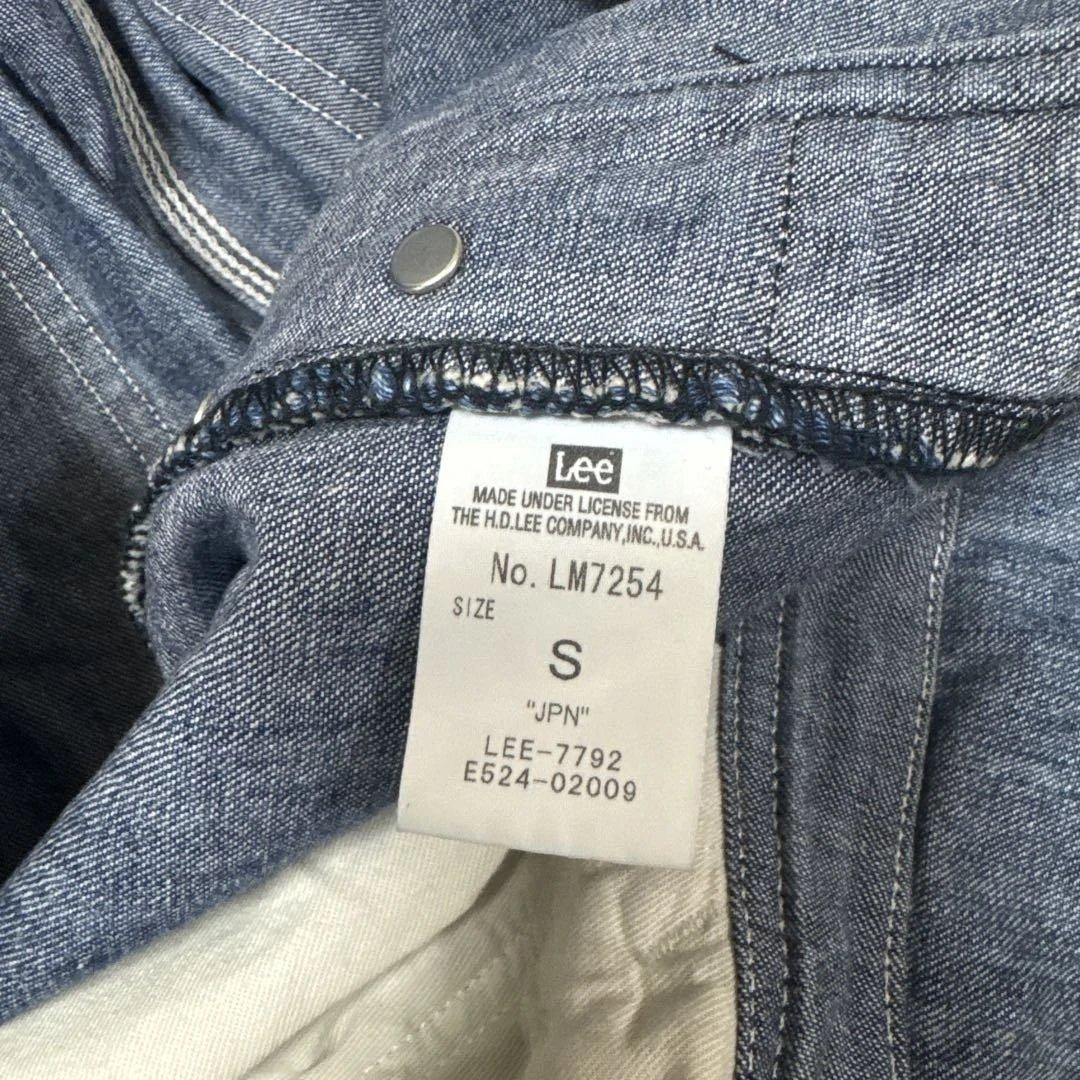 Lee
MADE UNDER LICENSE FROM
THE H.D.LEE COMPANY,INC.,U.S.A.
No. LM7254
SIZE
S
"JPN"
LEE-7792
E524-02009